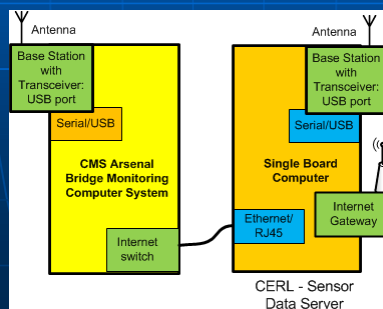 Antenna
Base Station
with
Transceiver:
USB port
Serial/USB
CMS Arsenal
Bridge Monitoring
Computer System
Internet
switch
Antenna
Base Station
with
Transceiver:
USB port
Serial/USB
Single Board
Computer
Ethernet/
RJ45
Internet
Gateway
CERL - Sensor
Data Server